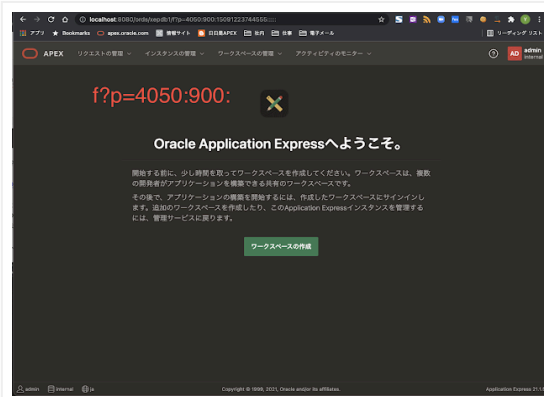 localhost:8080/ords/xepdb1/f?p=4050:900:15091223744555:::::
アプリ Bookmarks apex.oracle.com 情報サイト 日日是APEX 社内 仕事 電子メール リーディング リスト
APEX リクエストの管理 インスタンスの管理 ワークスペースの管理 アクティビティのモニター AD admin
internal
f?p=4050:900:
Oracle Application Expressへようこそ。
開始する前に、少し時間を取ってワークスペースを作成してください。ワークスペースは、複数
の開発者がアプリケーションを構築できる共有のワークスペースです。
その後で、アプリケーションの構築を開始するには、作成したワークスペースにサインインし
ます。追加のワークスペースを作成したり、このApplication Expressインスタンスを管理する
には、管理サービスに戻ります。
ワークスペースの作成
admin internal ja Copyright © 1999, 2021, Oracle and/or its affiliates. Application Express 21.1.0